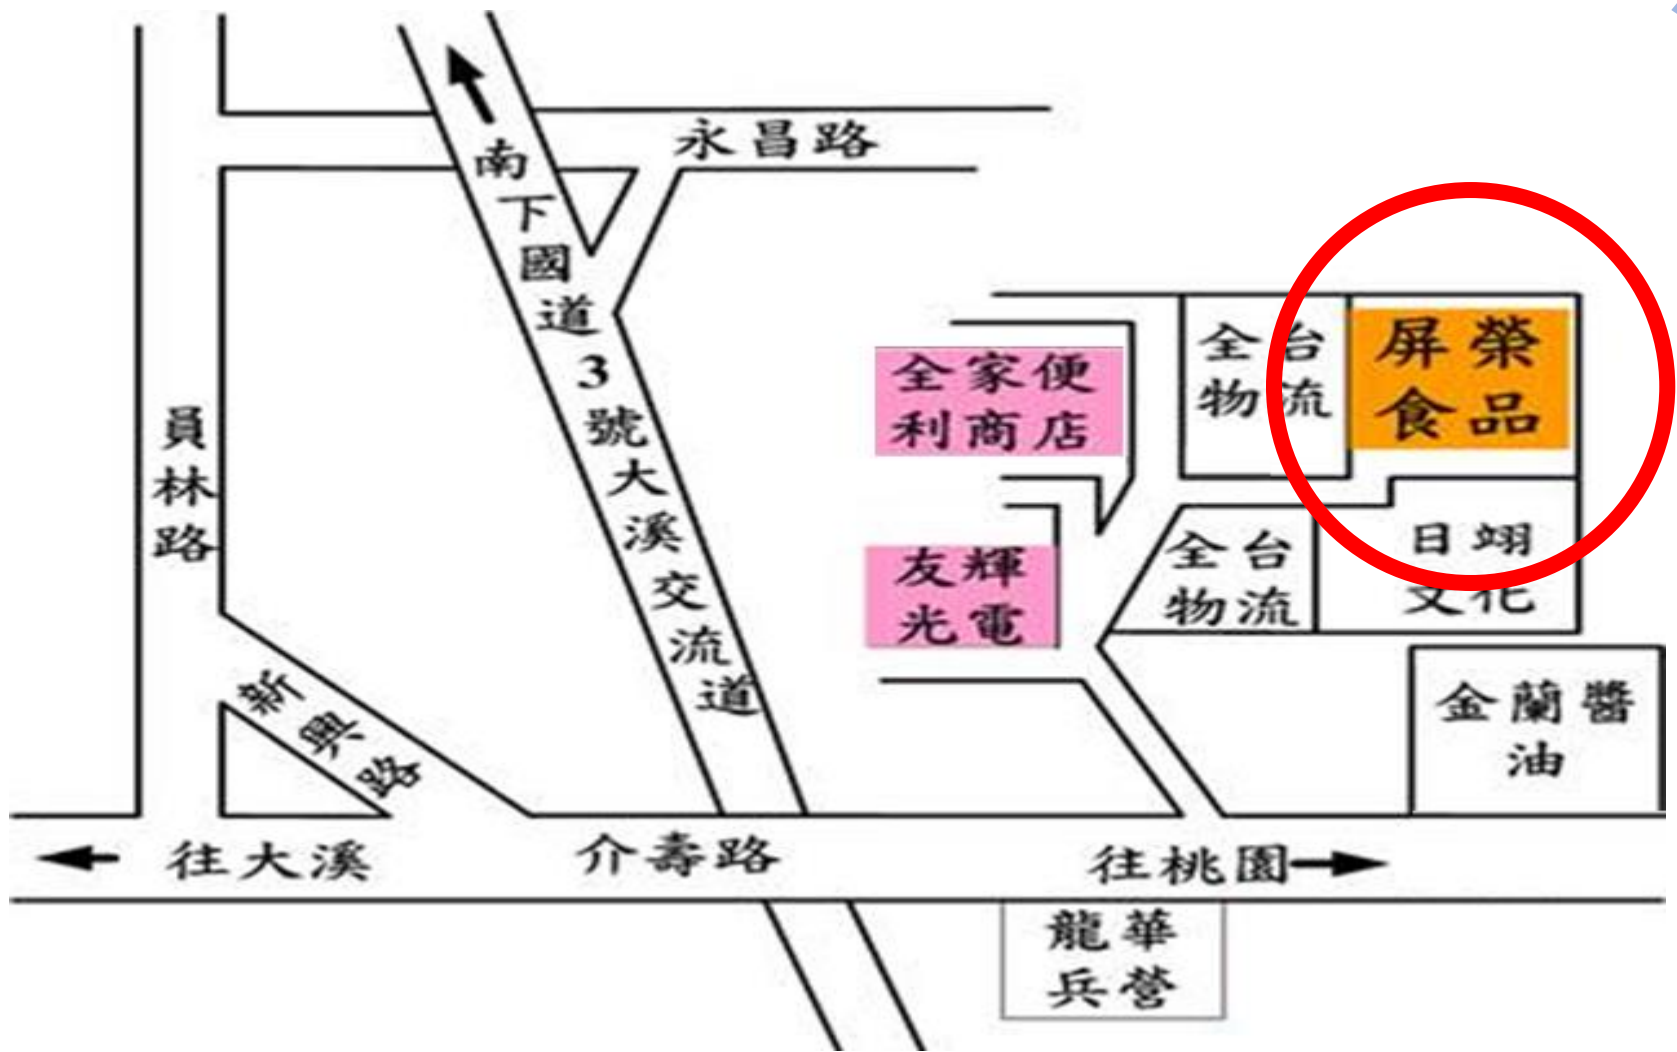 永昌路
南下國道3號大溪交流道
員林路
新興路
全家便
利商店
全台
物流
屏榮
食品
友輝
光電
全台
物流
日翊
文化
金蘭醬
油
往大溪
介壽路
往桃園
龍華
兵營